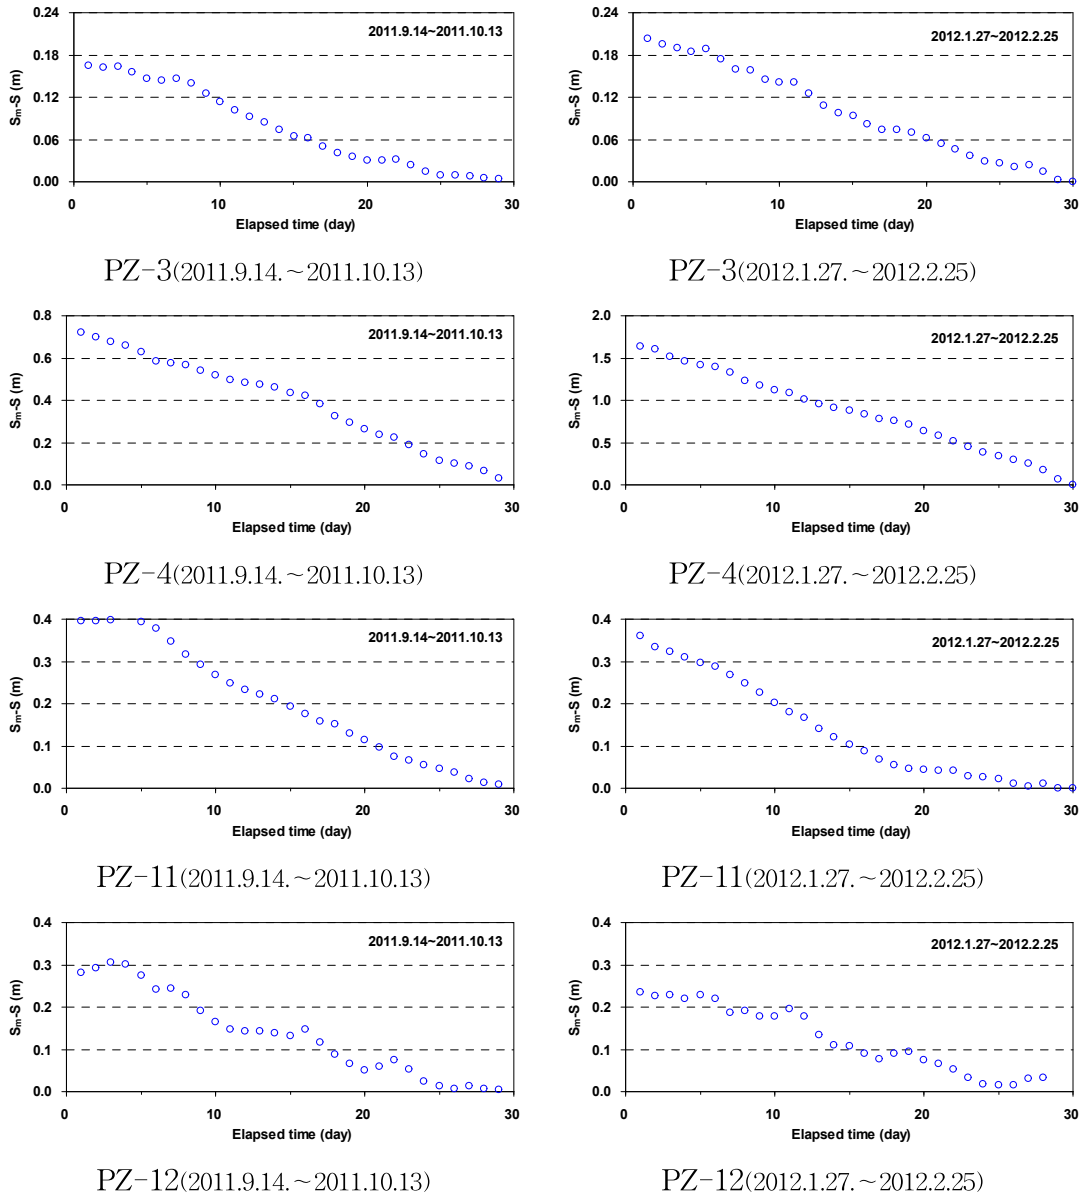 0.24
0.18
0.12
0.06
0.00
Sm-S (m)
2011.9.14~2011.10.13
0 10 20 30
Elapsed time (day)
PZ-3(2011.9.14.～2011.10.13)
0.24
0.18
0.12
0.06
0.00
Sm-S (m)
2012.1.27~2012.2.25
0 10 20 30
Elapsed time (day)
PZ-3(2012.1.27.～2012.2.25)
0.8
0.6
0.4
0.2
0.0
Sm-S (m)
2011.9.14~2011.10.13
0 10 20 30
Elapsed time (day)
PZ-4(2011.9.14.～2011.10.13)
2.0
1.5
1.0
0.5
0.0
Sm-S (m)
2012.1.27~2012.2.25
0 10 20 30
Elapsed time (day)
PZ-4(2012.1.27.～2012.2.25)
0.4
0.3
0.2
0.1
0.0
Sm-S (m)
2011.9.14~2011.10.13
0 10 20 30
Elapsed time (day)
PZ-11(2011.9.14.～2011.10.13)
0.4
0.3
0.2
0.1
0.0
Sm-S (m)
2012.1.27~2012.2.25
0 10 20 30
Elapsed time (day)
PZ-11(2012.1.27.～2012.2.25)
0.4
0.3
0.2
0.1
0.0
Sm-S (m)
2011.9.14~2011.10.13
0 10 20 30
Elapsed time (day)
PZ-12(2011.9.14.～2011.10.13)
0.4
0.3
0.2
0.1
0.0
Sm-S (m)
2012.1.27~2012.2.25
0 10 20 30
Elapsed time (day)
PZ-12(2012.1.27.～2012.2.25)